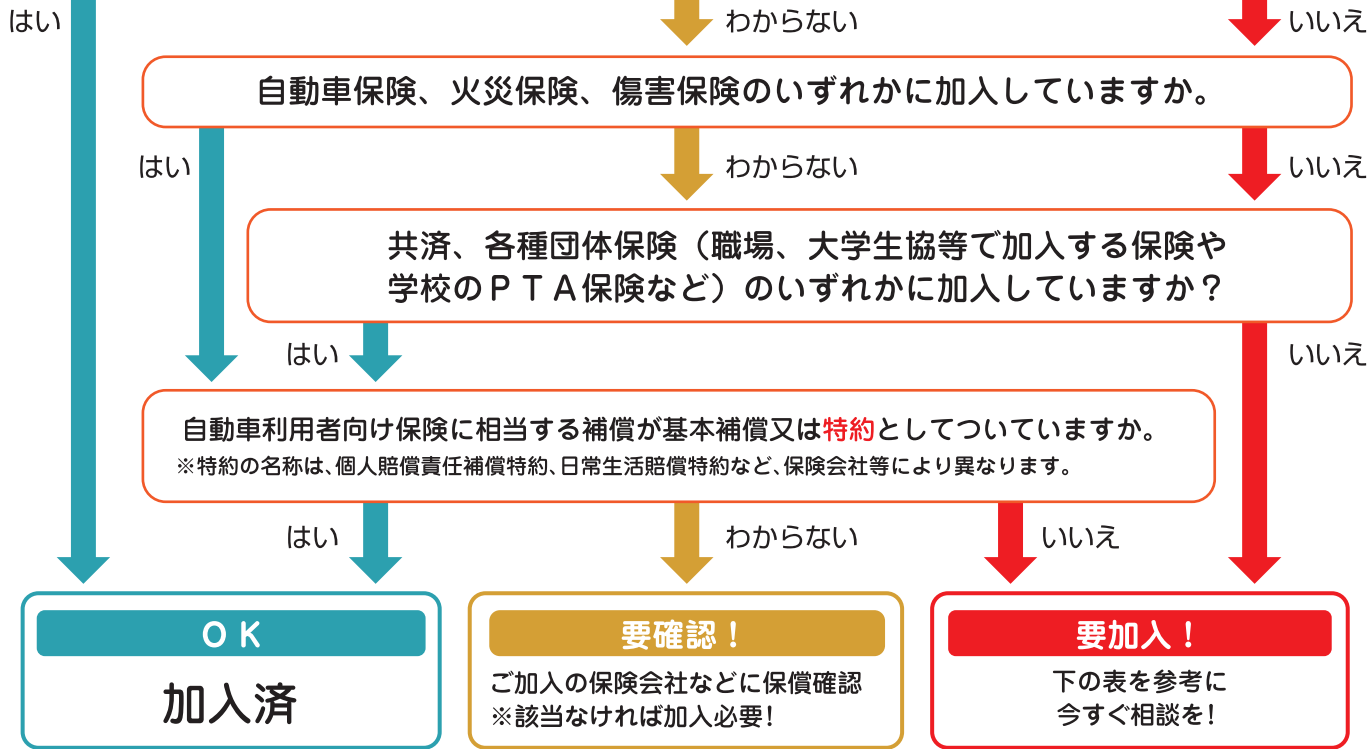 はい
わからない
いいえ
自動車保険、火災保険、傷害保険のいずれかに加入していますか。
はい
わからない
いいえ
共済、各種団体保険(職場、大学生協等で加入する保険や
学校のPTA保険など)のいずれかに加入していますか?
はい
いいえ
自動車利用者向け保険に相当する補償が基本補償又は特約としてついていますか。
※特約の名称は、個人賠償責任補償特約、日常生活賠償特約など、保険会社等により異なります。
はい
わからない
いいえ
OK
加入済
要確認!
ご加入の保険会社などに保償確認
※該当なければ加入必要!
要加入!
下の表を参考に
今すぐ相談を!